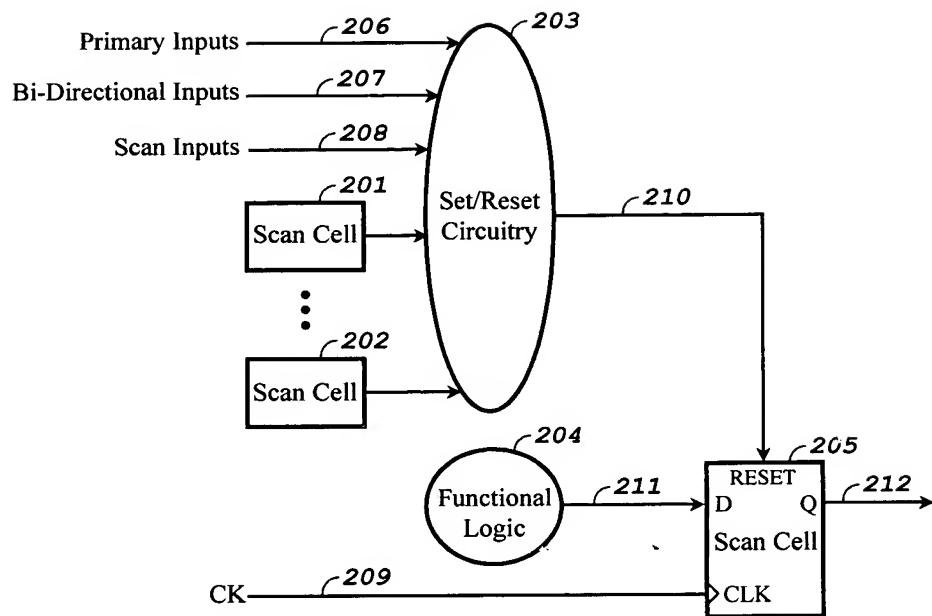 206
203
Primary Inputs
207
Bi-Directional Inputs
208
Scan Inputs
201
Scan Cell
Set/Reset
Circuitry
210
202
Scan Cell
204
205
Functional
Logic
211
RESET
D
Q
212
Scan Cell
CK
209
CLK